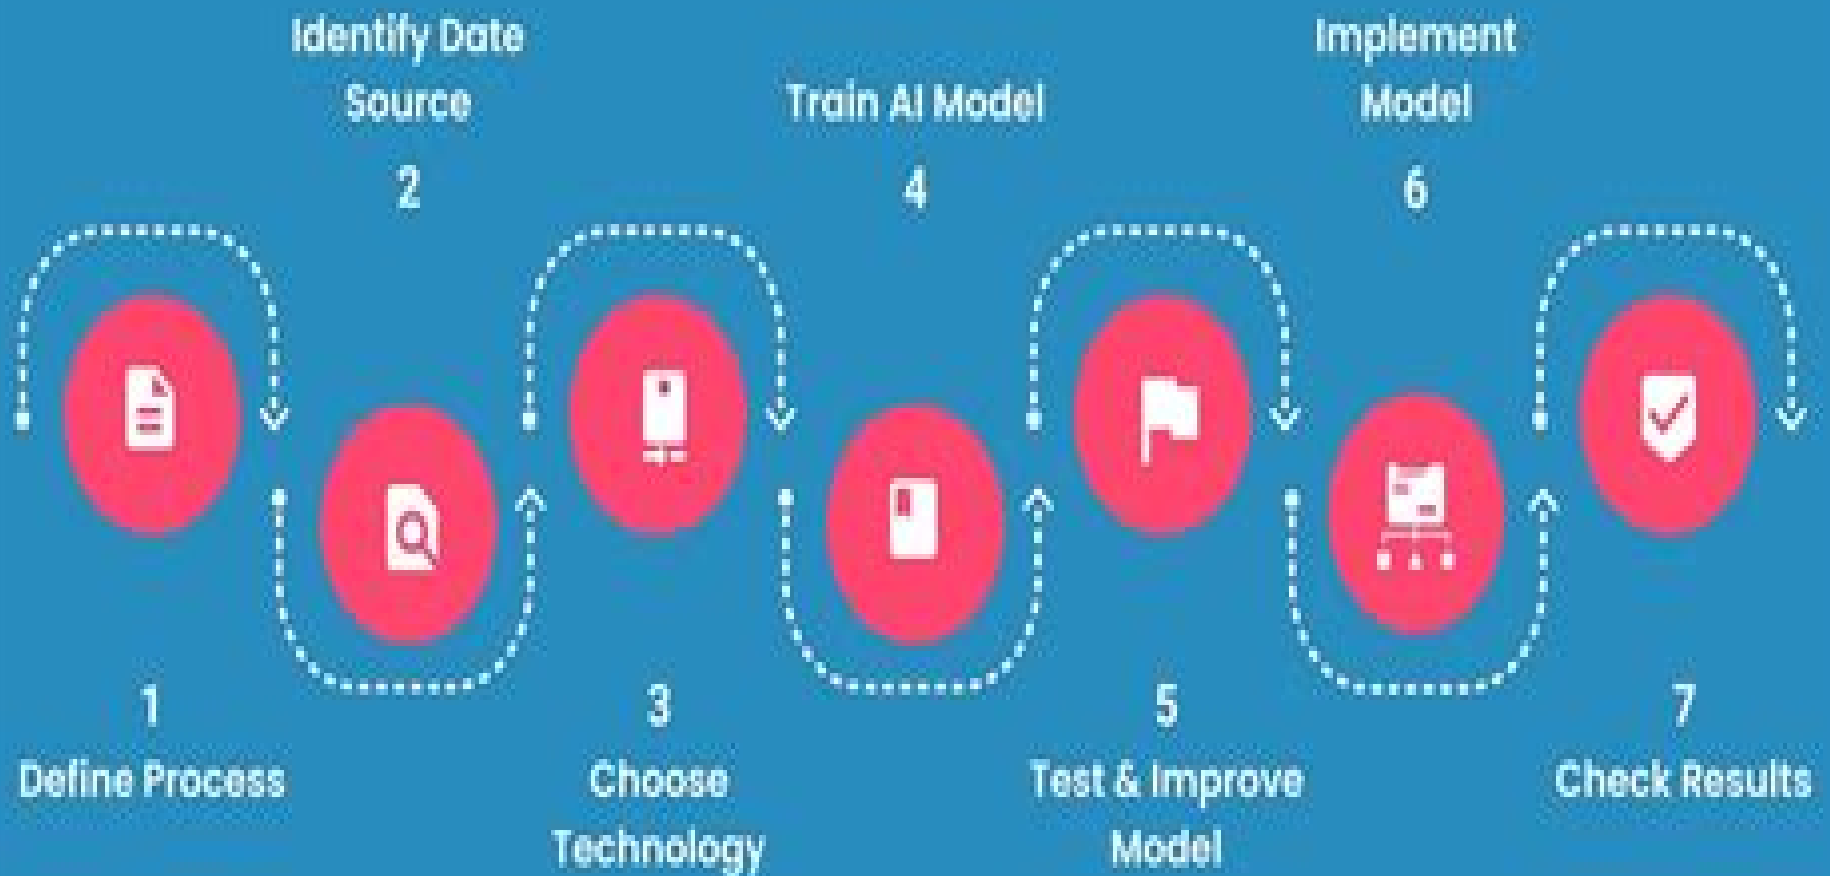 1
Define Process
Identify Date
Source
2
3
Choose
Technology
Train AI Model
4
5
Test & Improve
Model
Implement
Model
6
7
Check Results